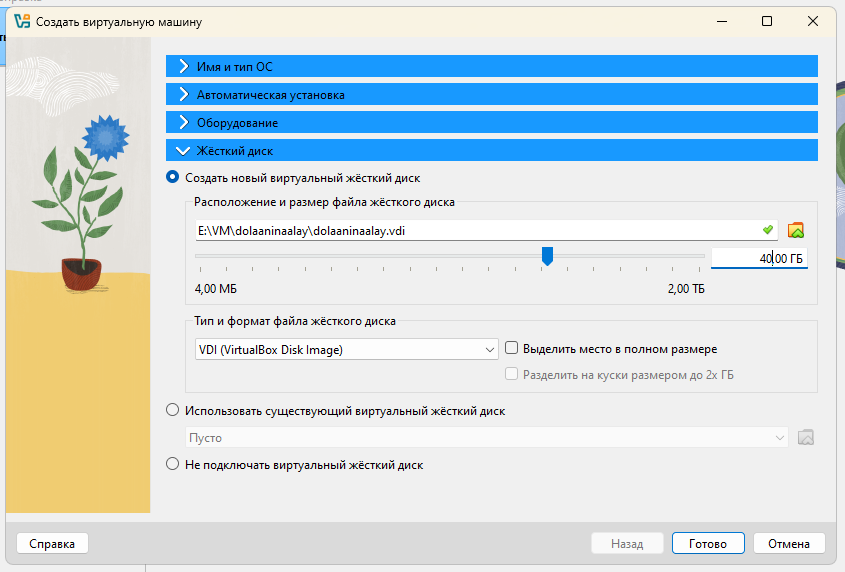 Создать виртуальную машину
Имя и тип ОС
Автоматическая установка
Оборудование
Жёсткий диск
Создать новый виртуальный жёсткий диск
Расположение и размер файла жёсткого диска
E:\VM\dolaaninaalay\dolaaninaalay.vdi
40,00 ГБ
4,00 МБ
2,00 ТБ
Тип и формат файла жёсткого диска
VDI (VirtualBox Disk Image)
Выделить место в полном размере
Разделить на куски размером до 2х ГБ
Использовать существующий виртуальный жёсткий диск
Пусто
Не подключать виртуальный жёсткий диск
Справка
Назад
Готово
Отмена